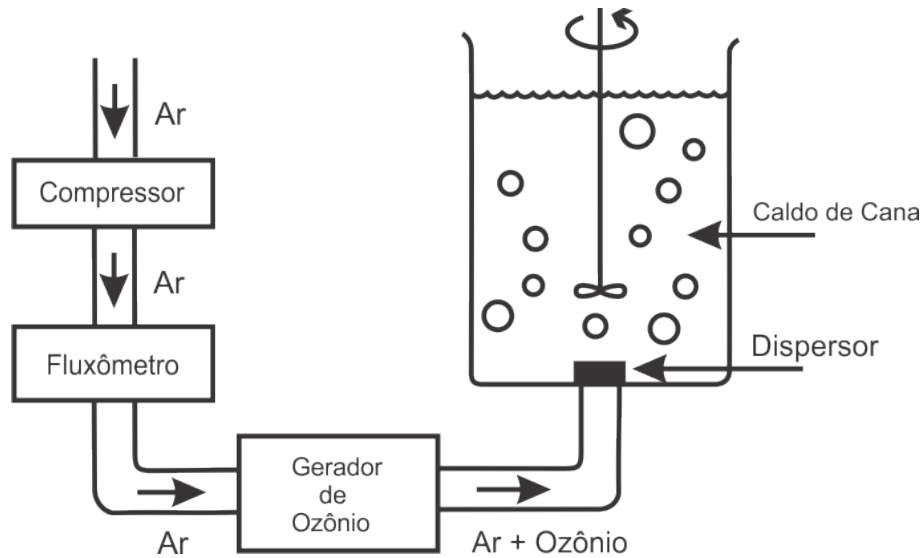 Ar
Compressor
Ar
Fluxômetro
Ar
Gerador
de
Ozônio
Ar + Ozônio
Caldo de Cana
Dispersor